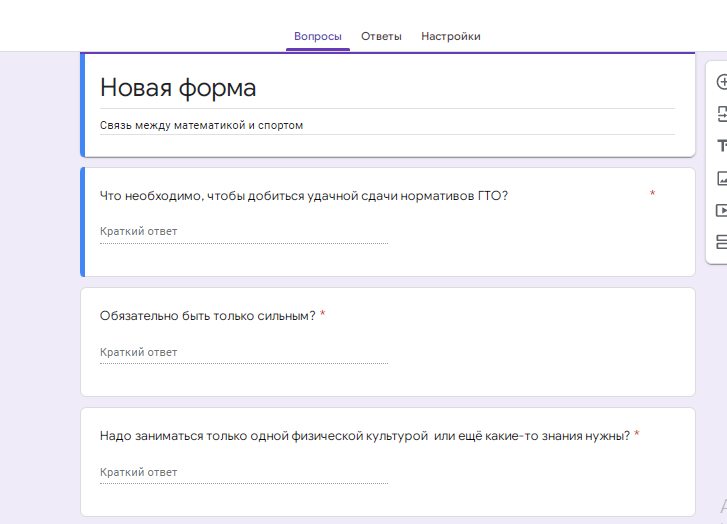 Вопросы Ответы Настройки
Новая форма
Связь между математикой и спортом
Что необходимо, чтобы добиться удачной сдачи нормативов ГТО? *
Краткий ответ
Обязательно быть только сильным? *
Краткий ответ
Надо заниматься только одной физической культурой или ещё какие-то знания нужны? *
Краткий ответ